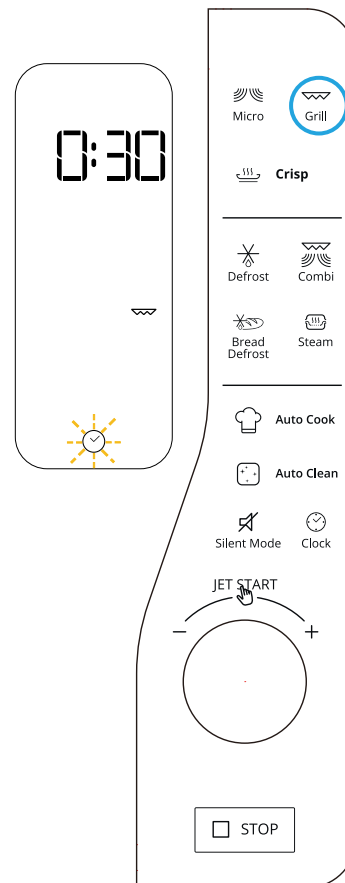 0:30
Micro Grill
Crisp
Defrost Combi
Bread Steam
Defrost
Auto Cook
Auto Clean
Silent Mode Clock
JET START
− +
STOP